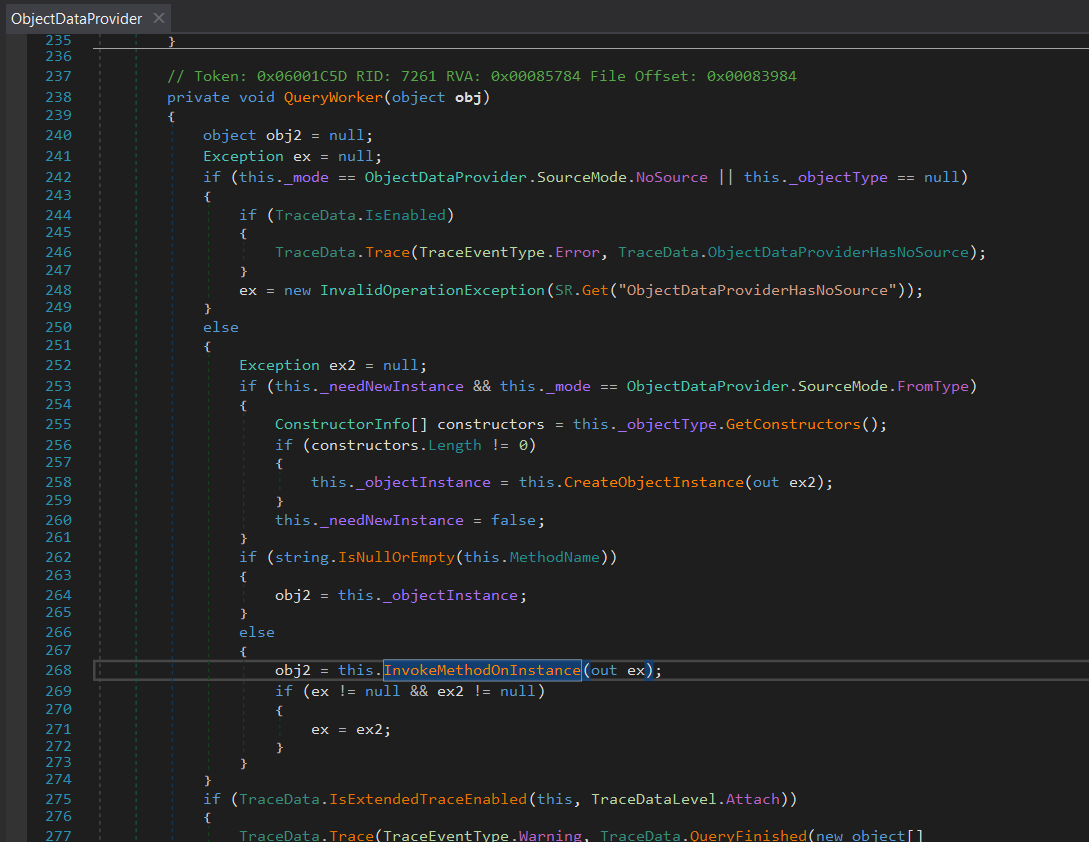 ObjectDataProvider ✕
235 }
236
237 // Token: 0x06001C5D RID: 7261 RVA: 0x00085784 File Offset: 0x00083984
238 private void QueryWorker(object obj)
239 {
240 object obj2 = null;
241 Exception ex = null;
242 if (this._mode == ObjectDataProvider.SourceMode.NoSource || this._objectType == null)
243 {
244 if (TraceData.IsEnabled)
245 {
246 TraceData.Trace(TraceEventType.Error, TraceData.ObjectDataProviderHasNoSource);
247 }
248 ex = new InvalidOperationException(SR.Get("ObjectDataProviderHasNoSource"));
249 }
250 else
251 {
252 Exception ex2 = null;
253 if (this._needNewInstance && this._mode == ObjectDataProvider.SourceMode.FromType)
254 {
255 ConstructorInfo[] constructors = this._objectType.GetConstructors();
256 if (constructors.Length != 0)
257 {
258 this._objectInstance = this.CreateObjectInstance(out ex2);
259 }
260 this._needNewInstance = false;
261 }
262 if (string.IsNullOrEmpty(this.MethodName))
263 {
264 obj2 = this._objectInstance;
265 }
266 else
267 {
268 obj2 = this.InvokeMethodOnInstance(out ex);
269 if (ex != null && ex2 != null)
270 {
271 ex = ex2;
272 }
273 }
274 }
275 if (TraceData.IsExtendedTraceEnabled(this, TraceDataLevel.Attach))
276 {
277 TraceData.Trace(TraceEventType.Warning, TraceData.QueryFinished(new object[]